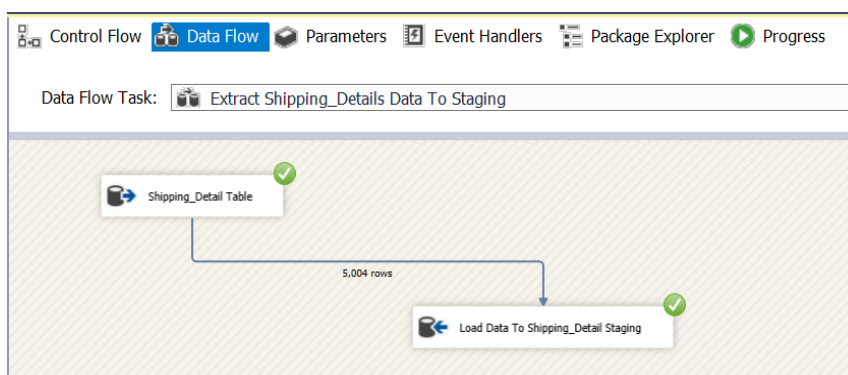 Control Flow Data Flow Parameters Event Handlers Package Explorer Progress
Data Flow Task: Extract Shipping_Details Data To Staging
Shipping_Detail Table
5,004 rows
Load Data To Shipping_Detail Staging